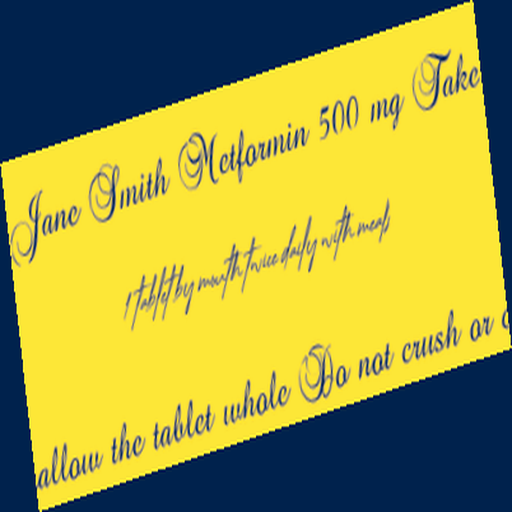 Jane Smith Metformin 500 mg Take
1 tablet by mouth twice daily with meals
allow the tablet whole Do not crush or